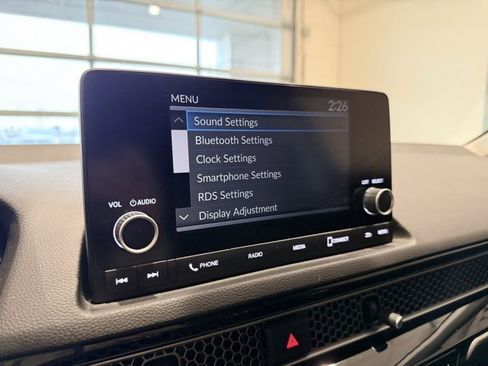 MENU
2:26
Sound Settings
Bluetooth Settings
Clock Settings
Smartphone Settings
RDS Settings
Display Adjustment
VOL AUDIO
SELECT
PHONE
RADIO
MEDIA
MENU